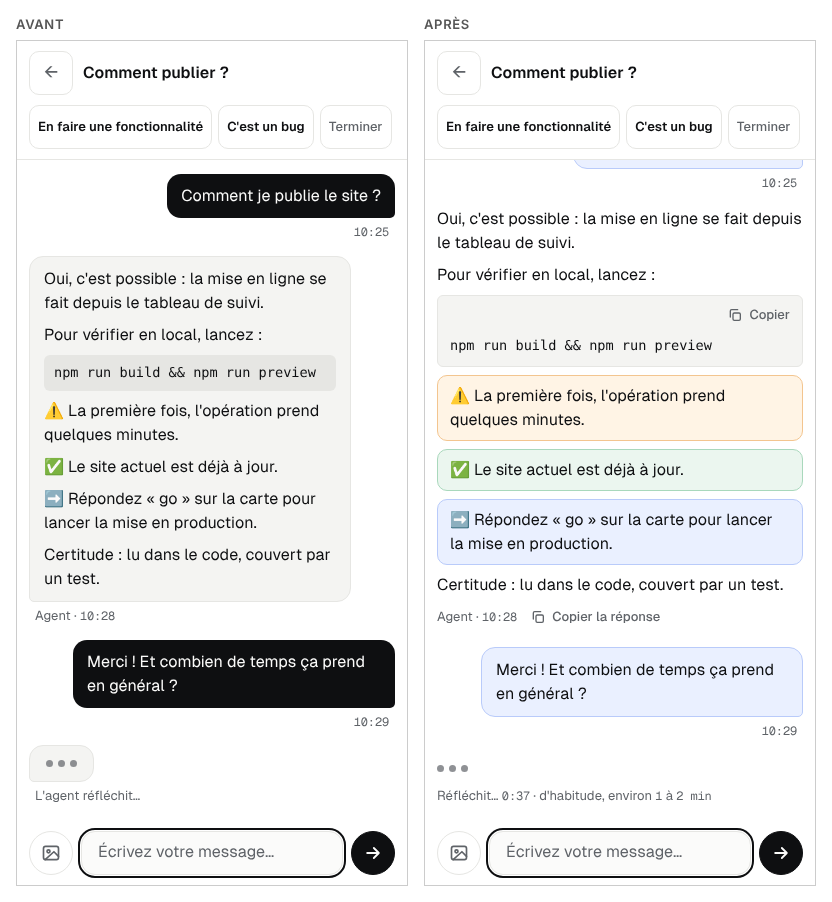 AVANT
Comment publier ?
En faire une fonctionnalité
C'est un bug
Terminer
Comment je publie le site ?
10:25
Oui, c'est possible : la mise en ligne se
fait depuis le tableau de suivi.
Pour vérifier en local, lancez :
npm run build && npm run preview
⚠️ La première fois, l'opération prend
quelques minutes.
✅ Le site actuel est déjà à jour.
➡️ Répondez « go » sur la carte pour
lancer la mise en production.
Certitude : lu dans le code, couvert par
un test.
Agent · 10:28
Merci ! Et combien de temps ça prend
en général ?
10:29
L'agent réfléchit…
Écrivez votre message…
APRÈS
Comment publier ?
En faire une fonctionnalité
C'est un bug
Terminer
10:25
Oui, c'est possible : la mise en ligne se fait depuis
le tableau de suivi.
Pour vérifier en local, lancez :
Copier
npm run build && npm run preview
⚠️ La première fois, l'opération prend
quelques minutes.
✅ Le site actuel est déjà à jour.
➡️ Répondez « go » sur la carte pour lancer
la mise en production.
Certitude : lu dans le code, couvert par un test.
Agent · 10:28 Copier la réponse
Merci ! Et combien de temps ça prend
en général ?
10:29
Réfléchit… 0:37 · d'habitude, environ 1 à 2 min
Écrivez votre message…